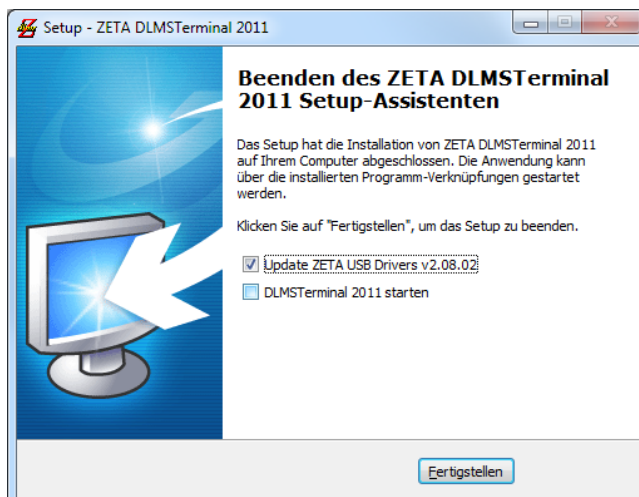 Setup - ZETA DLMSTerminal 2011
Beenden des ZETA DLMSTerminal
2011 Setup-Assistenten
Das Setup hat die Installation von ZETA DLMSTerminal 2011
auf Ihrem Computer abgeschlossen. Die Anwendung kann
über die installierten Programm-Verknüpfungen gestartet
werden.
Klicken Sie auf "Fertigstellen", um das Setup zu beenden.
Update ZETA USB Drivers v2.08.02
DLMSTerminal 2011 starten
Fertigstellen